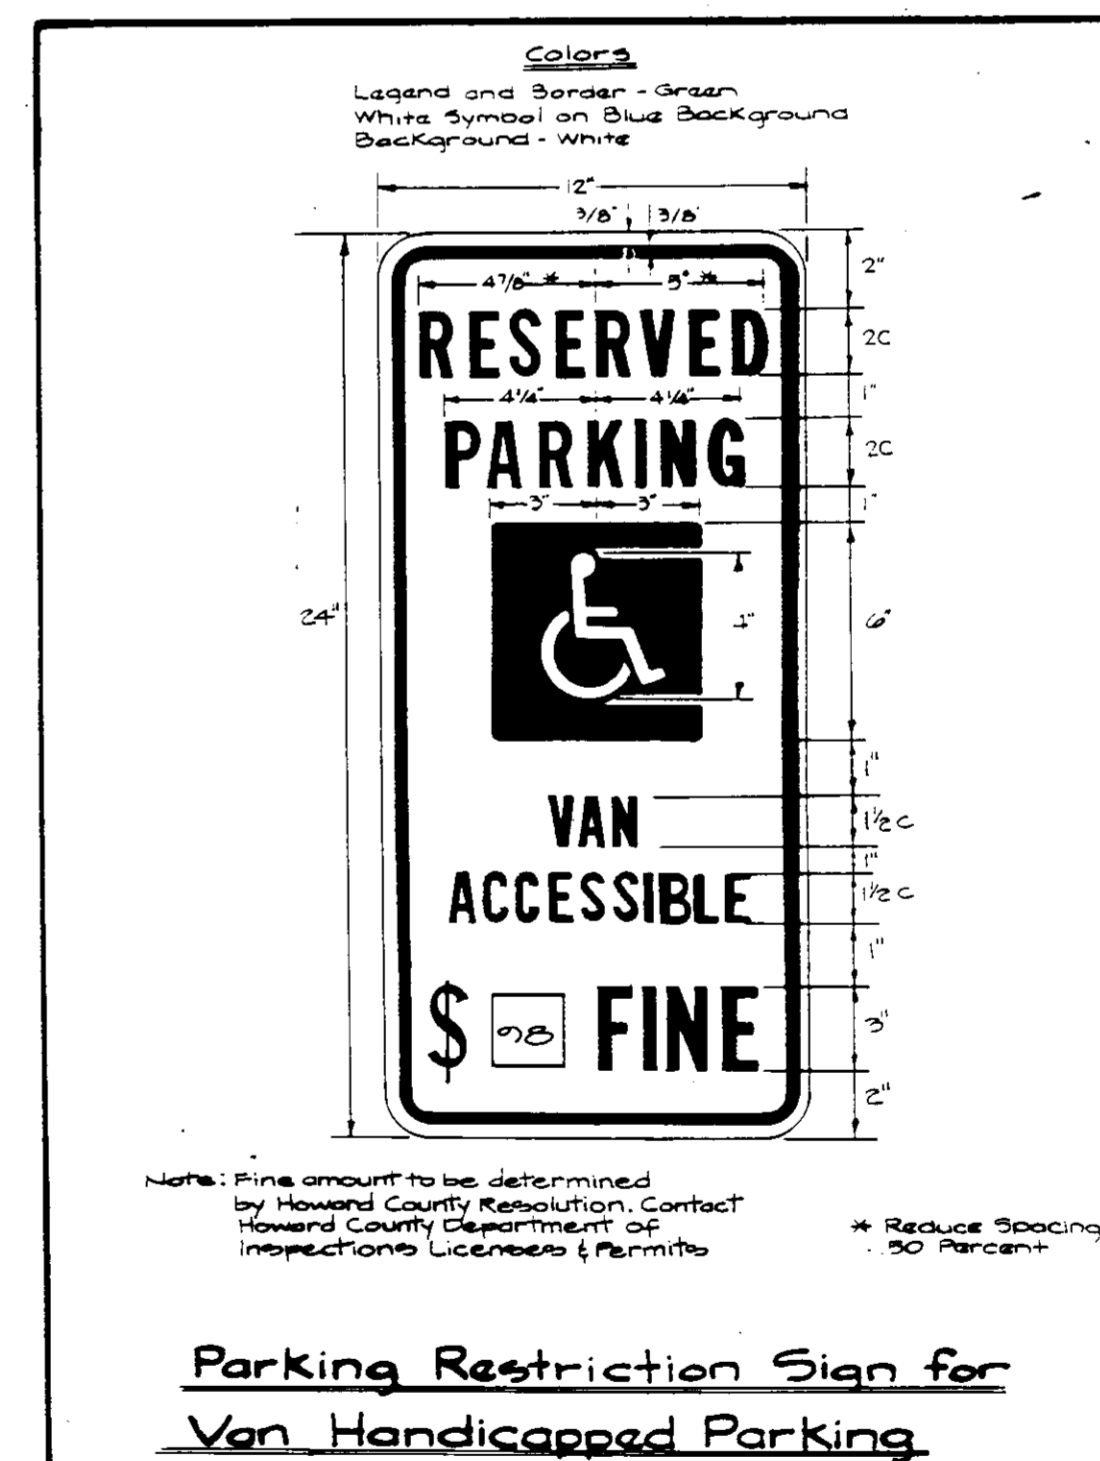 Colors
Legend and Border - Green
White Symbol on Blue Background
Background - White
12"
3/8" 3/8"
4 7/8" * 5" *
2"
RESERVED
2C
4 1/4" 4 1/4"
1"
PARKING
2C
3" 3"
1"
24"
6"
1"
VAN
1 1/2 C
1"
ACCESSIBLE
1 1/2 C
1"
$ 98 FINE
3"
2"
Note: Fine amount to be determined
by Howard County Resolution. Contact
Howard County Department of
Inspections Licenses & Permits
* Reduce Spacing
50 Percent
Parking Restriction Sign for
Van Handicapped Parking